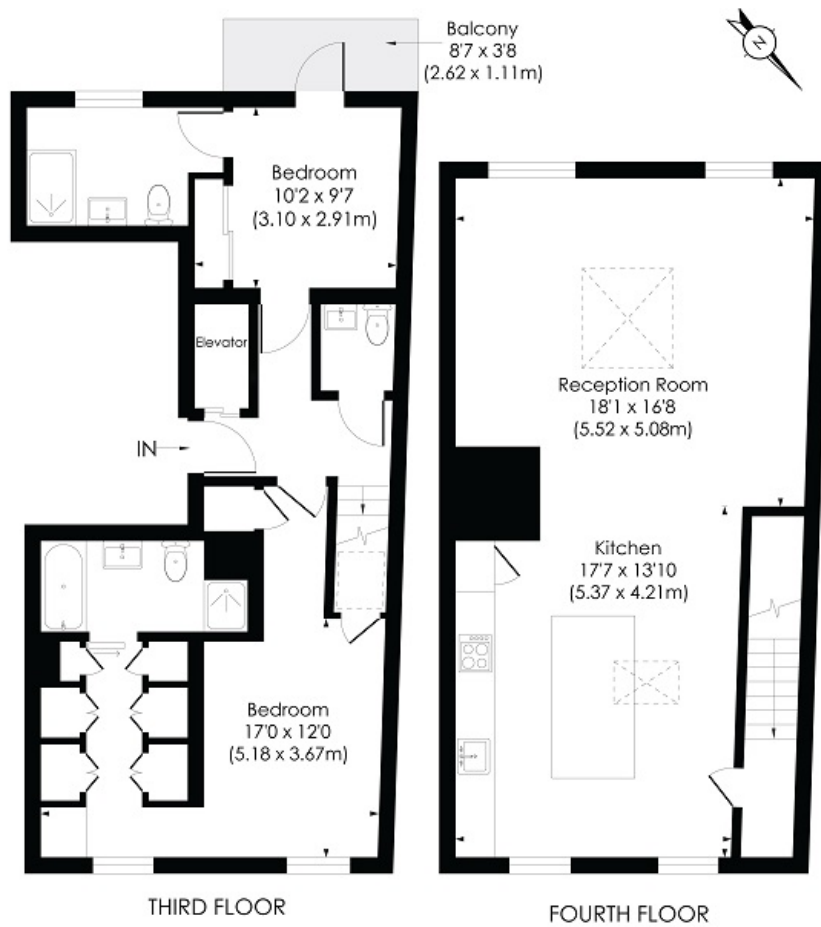 Balcony
8'7 x 3'8
(2.62 x 1.11m)
N
Bedroom
10'2 x 9'7
(3.10 x 2.91m)
Elevator
IN
Bedroom
17'0 x 12'0
(5.18 x 3.67m)
THIRD FLOOR
Reception Room
18'1 x 16'8
(5.52 x 5.08m)
Kitchen
17'7 x 13'10
(5.37 x 4.21m)
FOURTH FLOOR